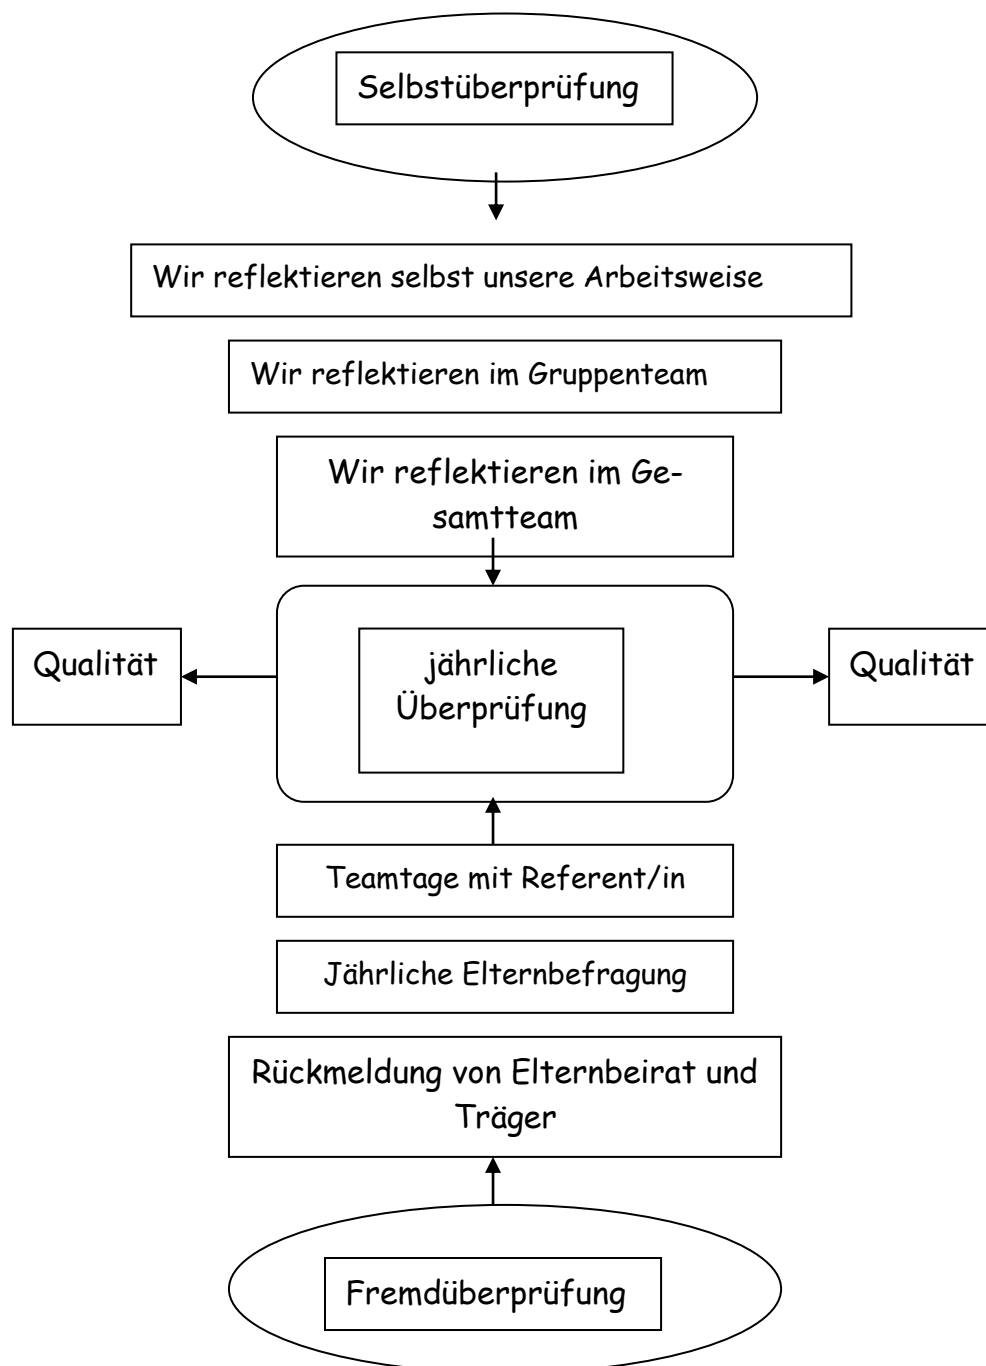 Selbstüberprüfung
Wir reflektieren selbst unsere Arbeitsweise
Wir reflektieren im Gruppenteam
Wir reflektieren im Ge-
samtteam
Qualität
jährliche
Überprüfung
Qualität
Teamtage mit Referent/in
Jährliche Elternbefragung
Rückmeldung von Elternbeirat und
Träger
Fremdüberprüfung